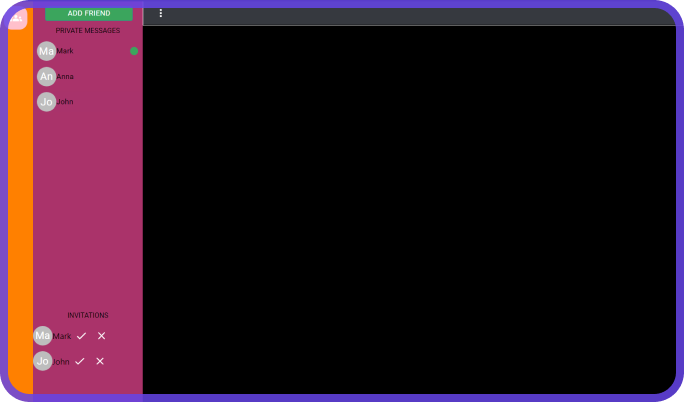 ADD FRIEND
PRIVATE MESSAGES
Ma Mark
An Anna
Jo John
INVITATIONS
Ma Mark
Jo John